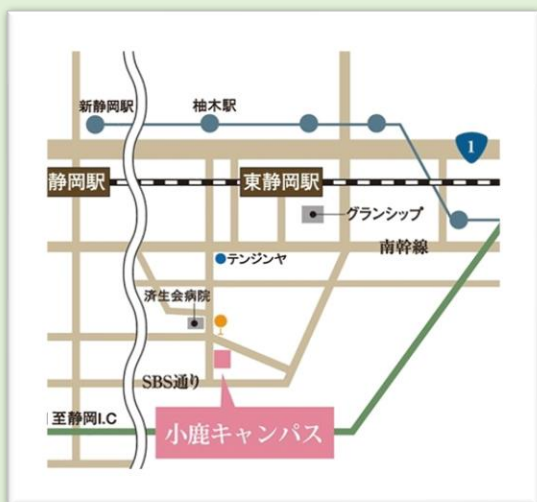 新静岡駅
柚木駅
1
静岡駅
東静岡駅
グランシップ
南幹線
テンジンヤ
済生会病院
SBS通り
至静岡I.C
小鹿キャンパス